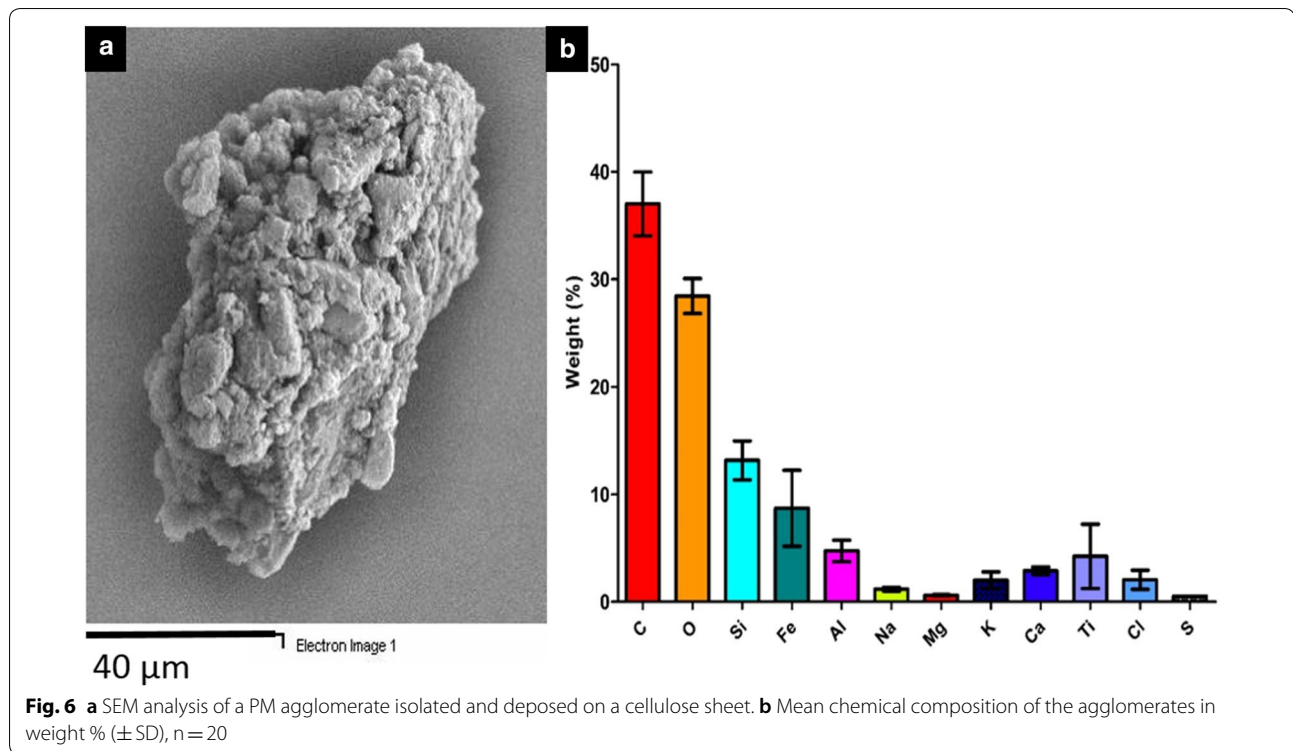 a
b
50
40
30
20
10
0
Weight (%)
C
O
Si
Fe
Al
Na
Mg
K
Ca
Ti
Cl
S
Electron Image 1
40 µm
Fig. 6 a SEM analysis of a PM agglomerate isolated and deposed on a cellulose sheet. b Mean chemical composition of the agglomerates in
weight % (± SD), n = 20